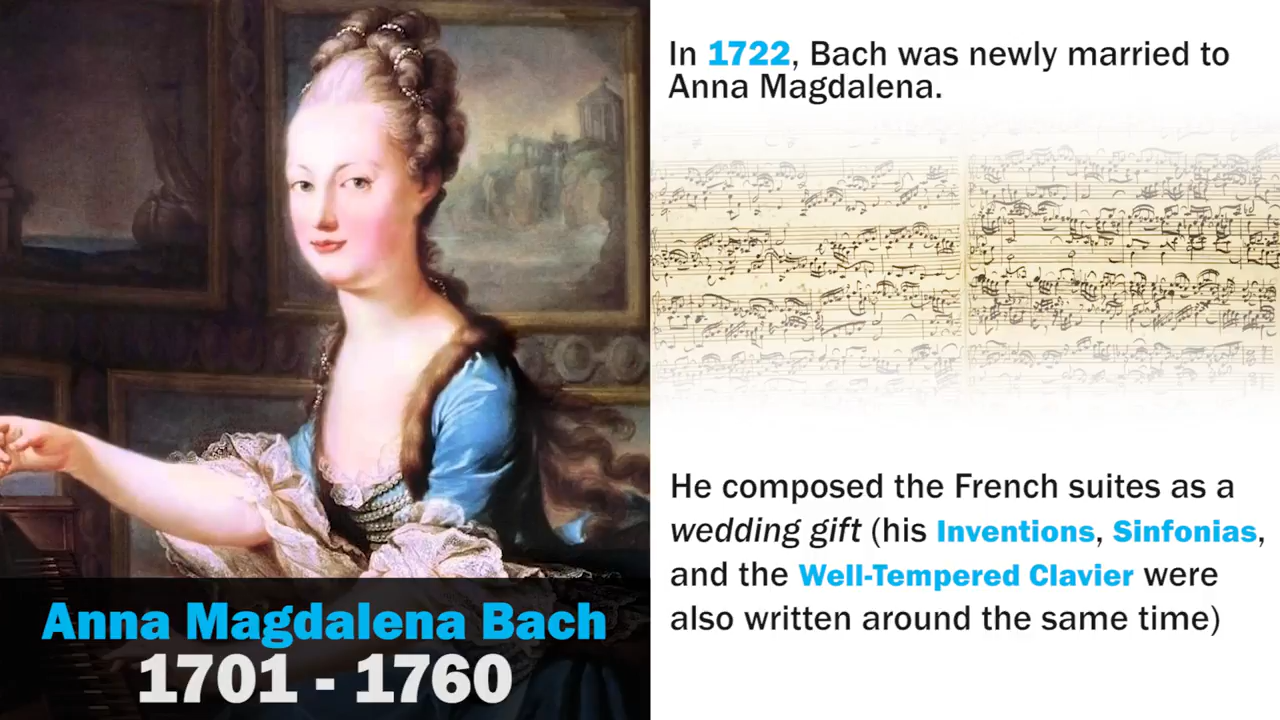 Anna Magdalena Bach
1701 - 1760
In 1722, Bach was newly married to
Anna Magdalena.
He composed the French suites as a
wedding gift (his Inventions, Sinfonias,
and the Well-Tempered Clavier were
also written around the same time)